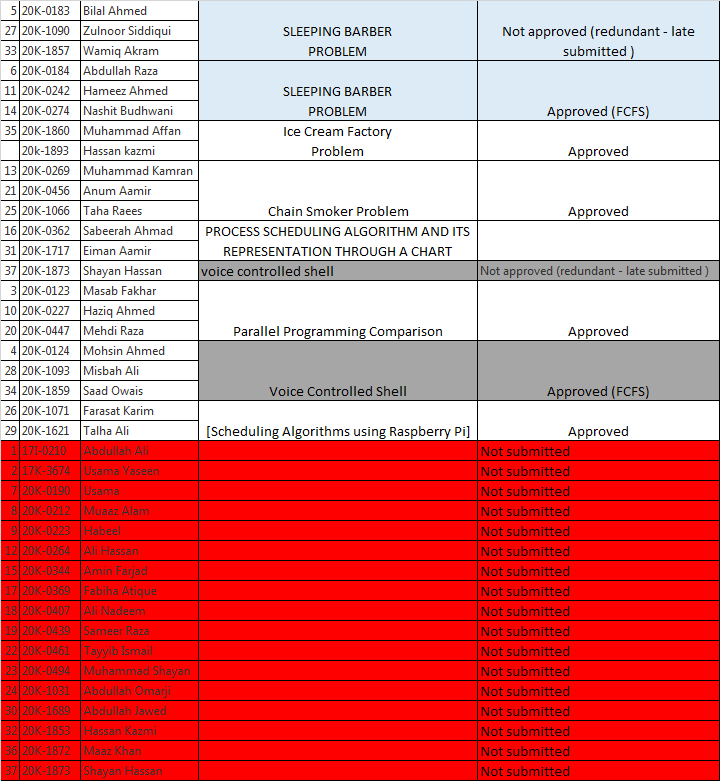 5 20K-0183 Bilal Ahmed
27 20K-1090 Zulnoor Siddiqui SLEEPING BARBER Not approved (redundant - late
33 20K-1857 Wamiq Akram PROBLEM submitted )
6 20K-0184 Abdullah Raza
11 20K-0242 Hameez Ahmed SLEEPING BARBER
14 20K-0274 Nashit Budhwani PROBLEM Approved (FCFS)
35 20K-1860 Muhammad Affan Ice Cream Factory
20k-1893 Hassan kazmi Problem Approved
13 20K-0269 Muhammad Kamran
21 20K-0456 Anum Aamir
25 20K-1066 Taha Raees Chain Smoker Problem Approved
16 20K-0362 Sabeerah Ahmad PROCESS SCHEDULING ALGORITHM AND ITS
31 20K-1717 Eiman Aamir REPRESENTATION THROUGH A CHART
37 20K-1873 Shayan Hassan voice controlled shell Not approved (redundant - late submitted )
3 20K-0123 Masab Fakhar
10 20K-0227 Haziq Ahmed
20 20K-0447 Mehdi Raza Parallel Programming Comparison Approved
4 20K-0124 Mohsin Ahmed
28 20K-1093 Misbah Ali
34 20K-1859 Saad Owais Voice Controlled Shell Approved (FCFS)
26 20K-1071 Farasat Karim
29 20K-1621 Talha Ali [Scheduling Algorithms using Raspberry Pi] Approved
1 17I-0210 Abdullah Ali Not submitted
2 17K-3674 Usama Yaseen Not submitted
7 20K-0190 Usama Not submitted
8 20K-0212 Muaaz Alam Not submitted
9 20K-0223 Habeel Not submitted
12 20K-0264 Ali Hassan Not submitted
15 20K-0344 Amin Farjad Not submitted
17 20K-0369 Fabiha Atique Not submitted
18 20K-0407 Ali Nadeem Not submitted
19 20K-0439 Sameer Raza Not submitted
22 20K-0461 Tayyib Ismail Not submitted
23 20K-0494 Muhammad Shayan Not submitted
24 20K-1031 Abdullah Omarji Not submitted
30 20K-1689 Abdullah Jawed Not submitted
32 20K-1853 Hassan Kazmi Not submitted
36 20K-1872 Maaz Khan Not submitted
37 20K-1873 Shayan Hassan Not submitted